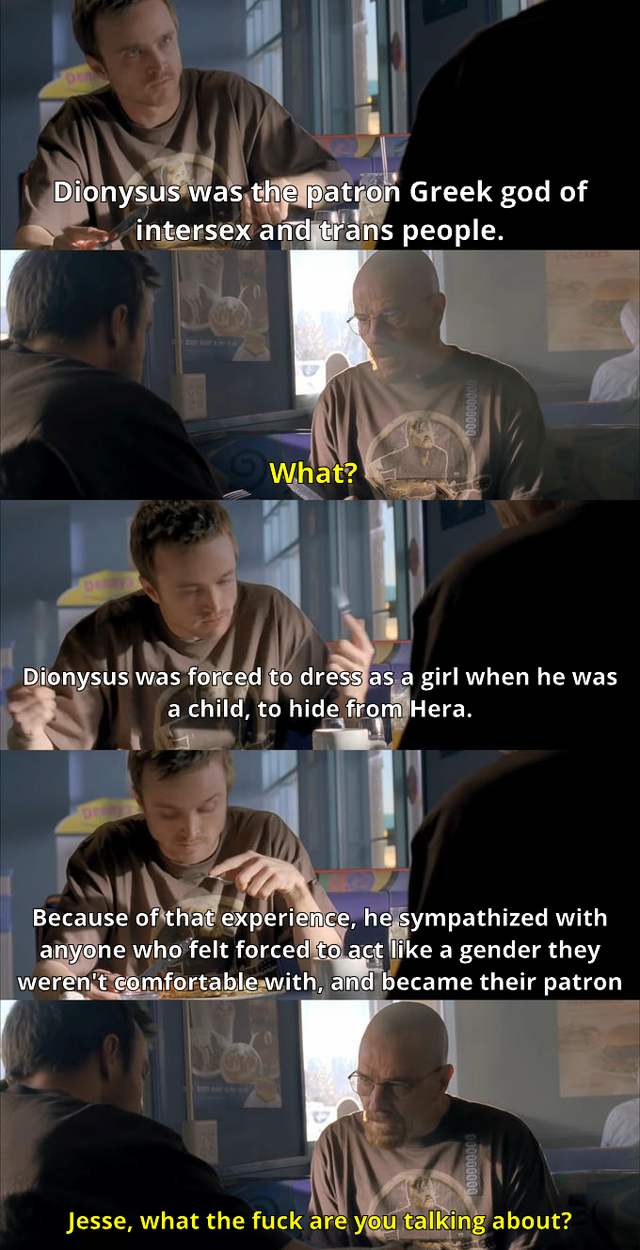 Denny's
Dionysus was the patron Greek god of
intersex and trans people.
What?
Denny's
Dionysus was forced to dress as a girl when he was
a child, to hide from Hera.
Denny's
Because of that experience, he sympathized with
anyone who felt forced to act like a gender they
weren't comfortable with, and became their patron
Jesse, what the fuck are you talking about?